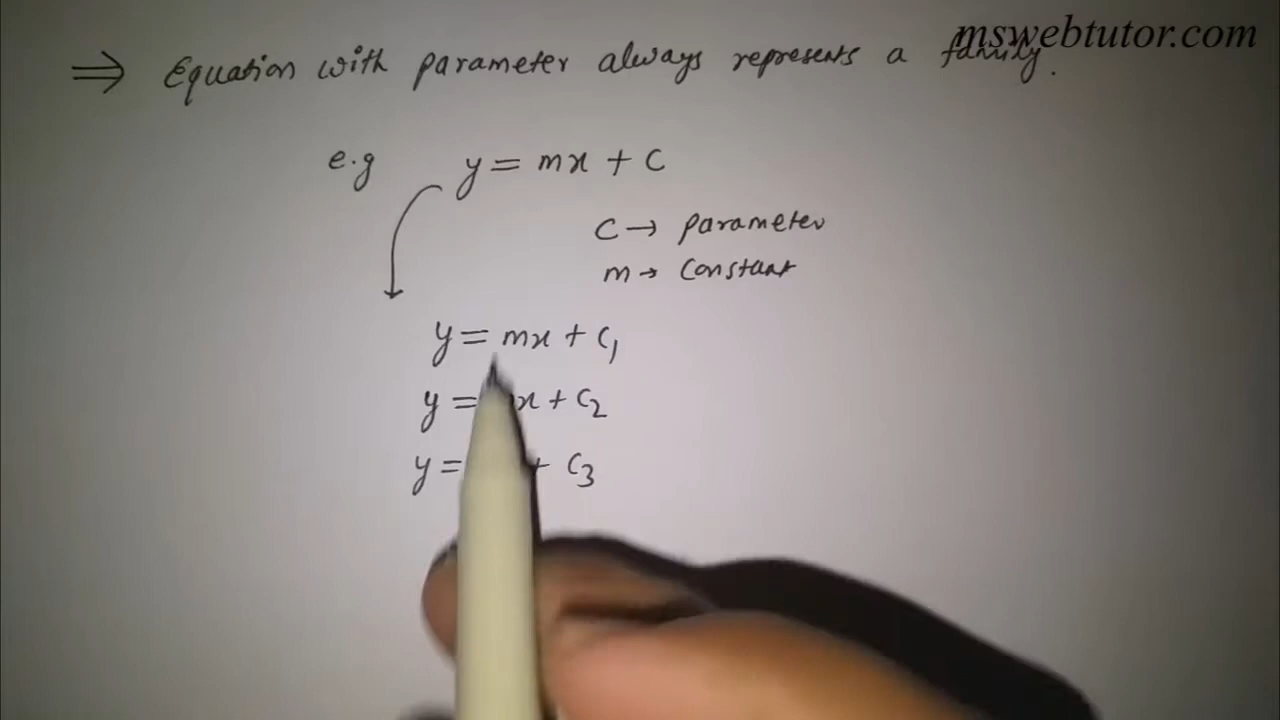 mswebtutor.com
⇒ Equation with parameter always represents a family.
e.g y = mx + c
c → parameter
m → constant
y = mx + c₁
y = x + c₂
y = + c₃